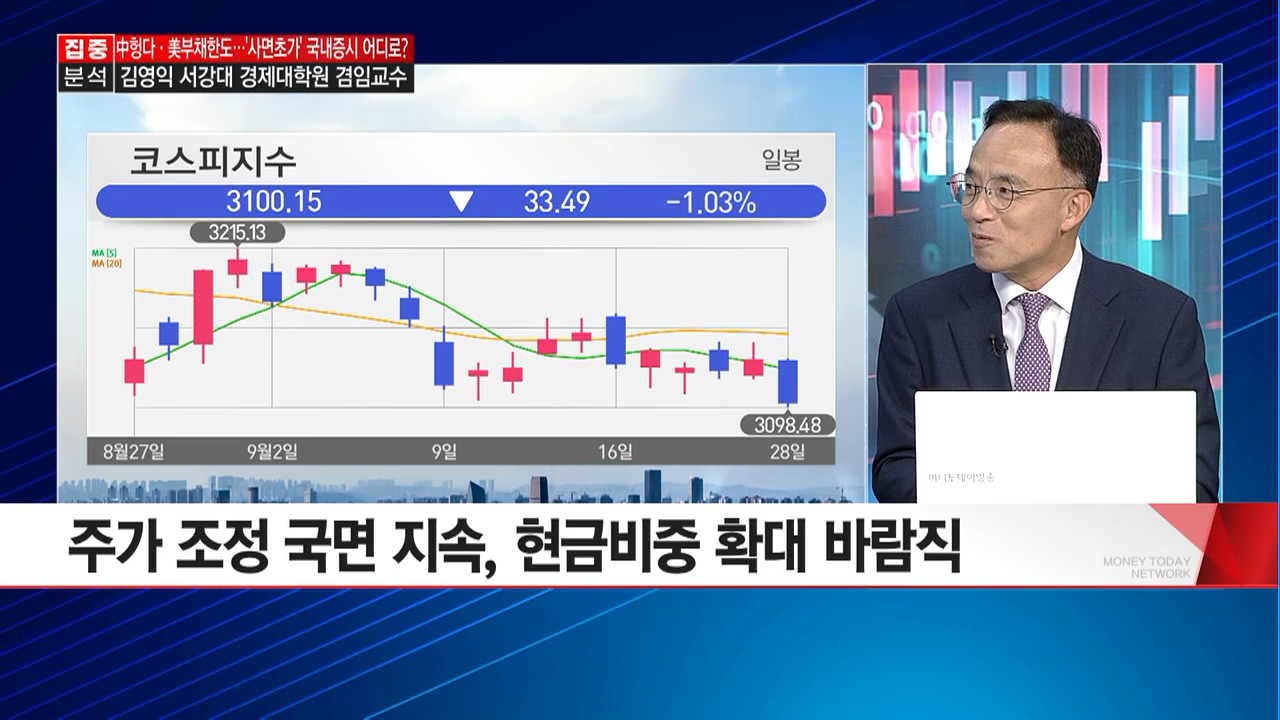 집중 中헝다·美부채한도…'사면초가' 국내증시 어디로?
분석 김영익 서강대 경제대학원 겸임교수
코스피지수 일봉
3100.15 ▼ 33.49 -1.03%
3215.13
MA [5]
MA [20]
3098.48
8월27일 9월2일 9일 16일 28일
머니투데이방송
주가 조정 국면 지속, 현금비중 확대 바람직
MONEY TODAY
NETWORK